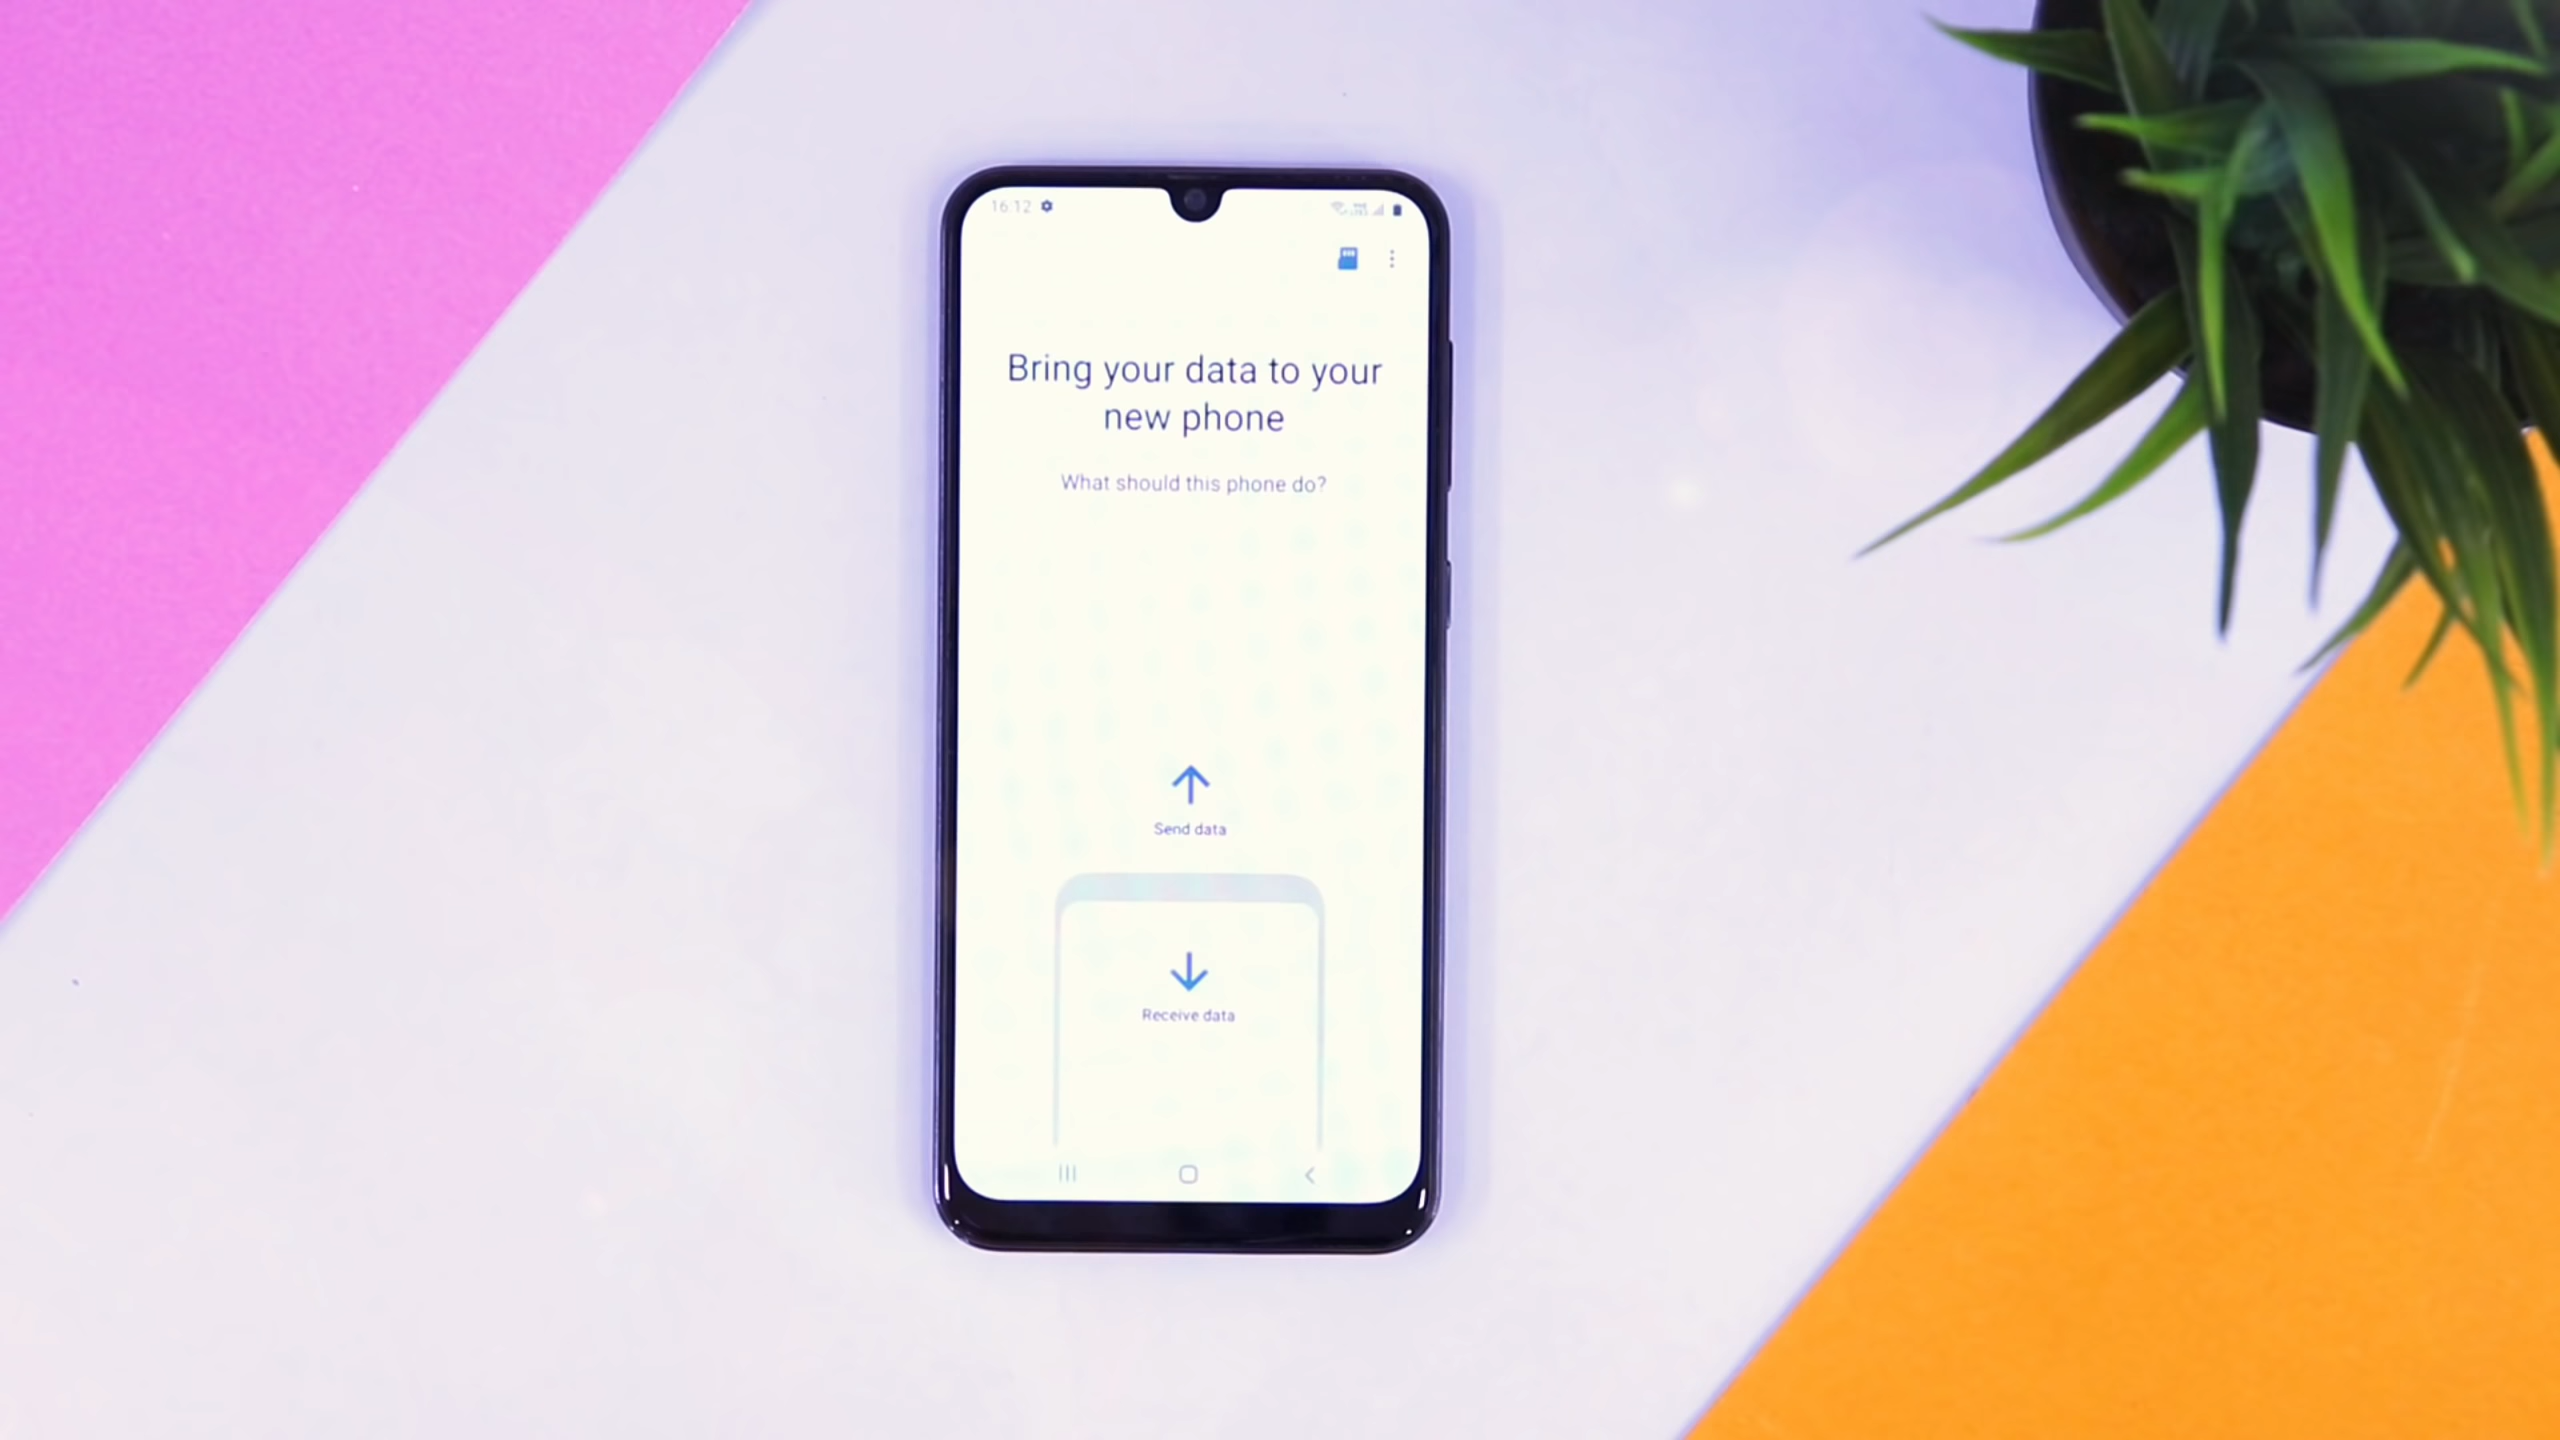 16:12
Bring your data to your
new phone
What should this phone do?
Send data
Receive data